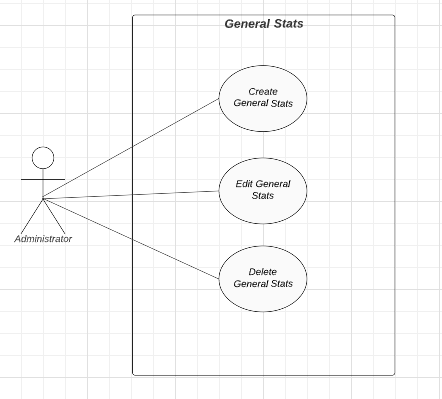 General Stats
Create
General Stats
Edit General
Stats
Administrator
Delete
General Stats